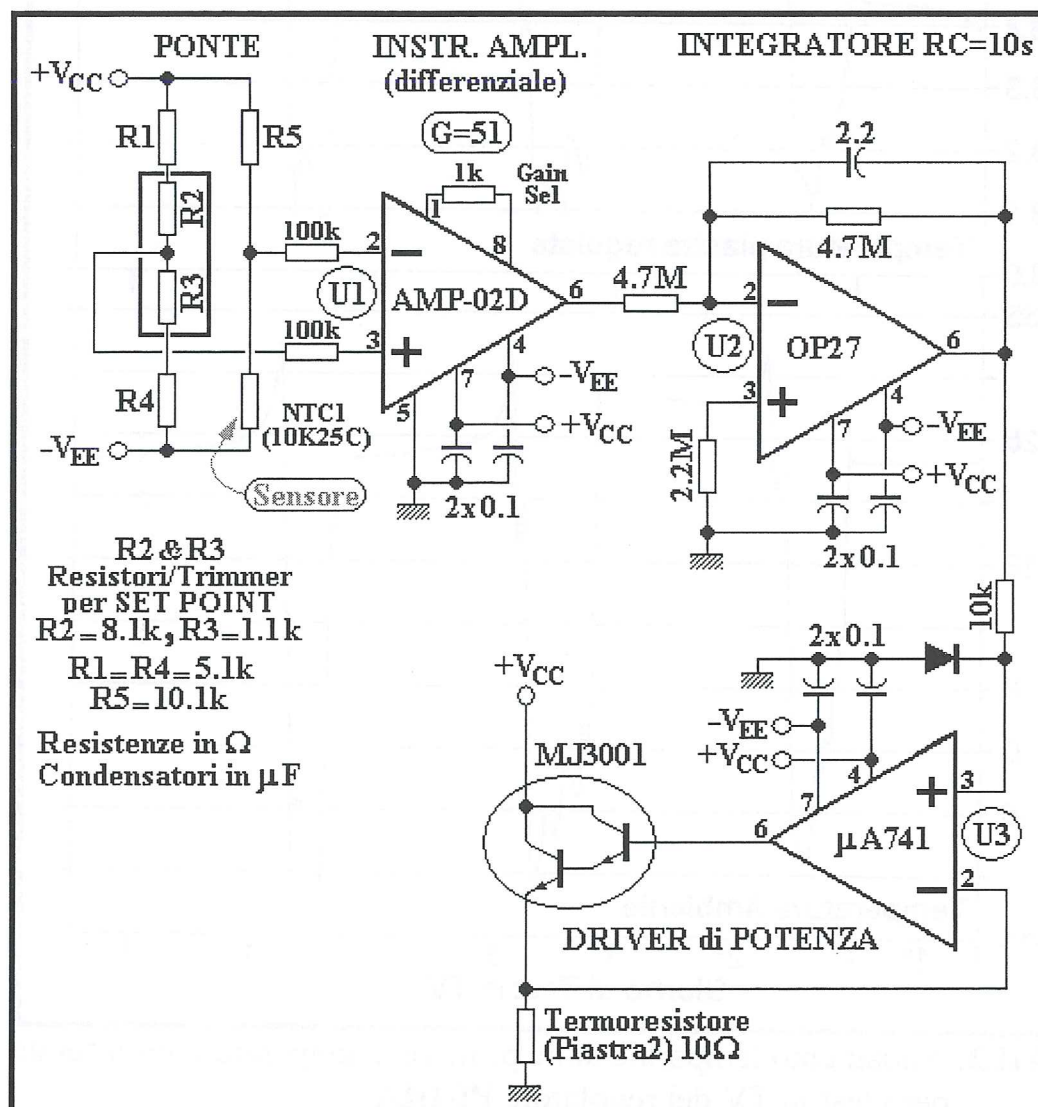 PONTE
INSTR. AMPL.
(differenziale)
INTEGRATORE RC=10s
+VCC
R1
R5
R2
R3
R4
-VEE
NTC1
(10K25C)
Sensore
G=51
1k
Gain
Sel
1
8
100k
2
U1
AMP-02D
6
100k
3
4
7
5
-VEE
+VCC
2x0.1
2.2
4.7M
4.7M
2
U2
OP27
6
3
4
7
2.2M
-VEE
+VCC
2x0.1
R2 & R3
Resistori/Trimmer
per SET POINT
R2=8.1k, R3=1.1k
R1=R4=5.1k
R5=10.1k
Resistenze in Ω
Condensatori in μF
10k
2x0.1
+VCC
-VEE
+VCC
MJ3001
7
4
3
6
μA741
U3
2
DRIVER di POTENZA
Termoresistore
(Piastra2) 10Ω